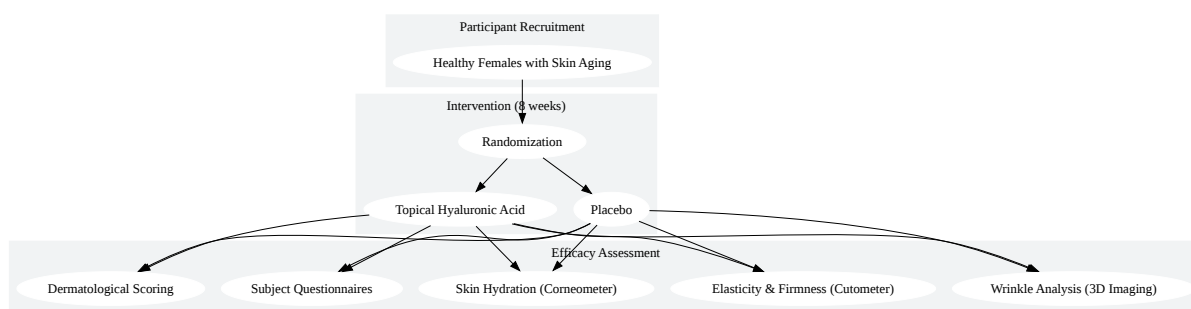 Participant Recruitment
Healthy Females with Skin Aging
Intervention (8 weeks)
Randomization
Topical Hyaluronic Acid
Placebo
Efficacy Assessment
Dermatological Scoring
Subject Questionnaires
Skin Hydration (Corneometer)
Elasticity & Firmness (Cutometer)
Wrinkle Analysis (3D Imaging)